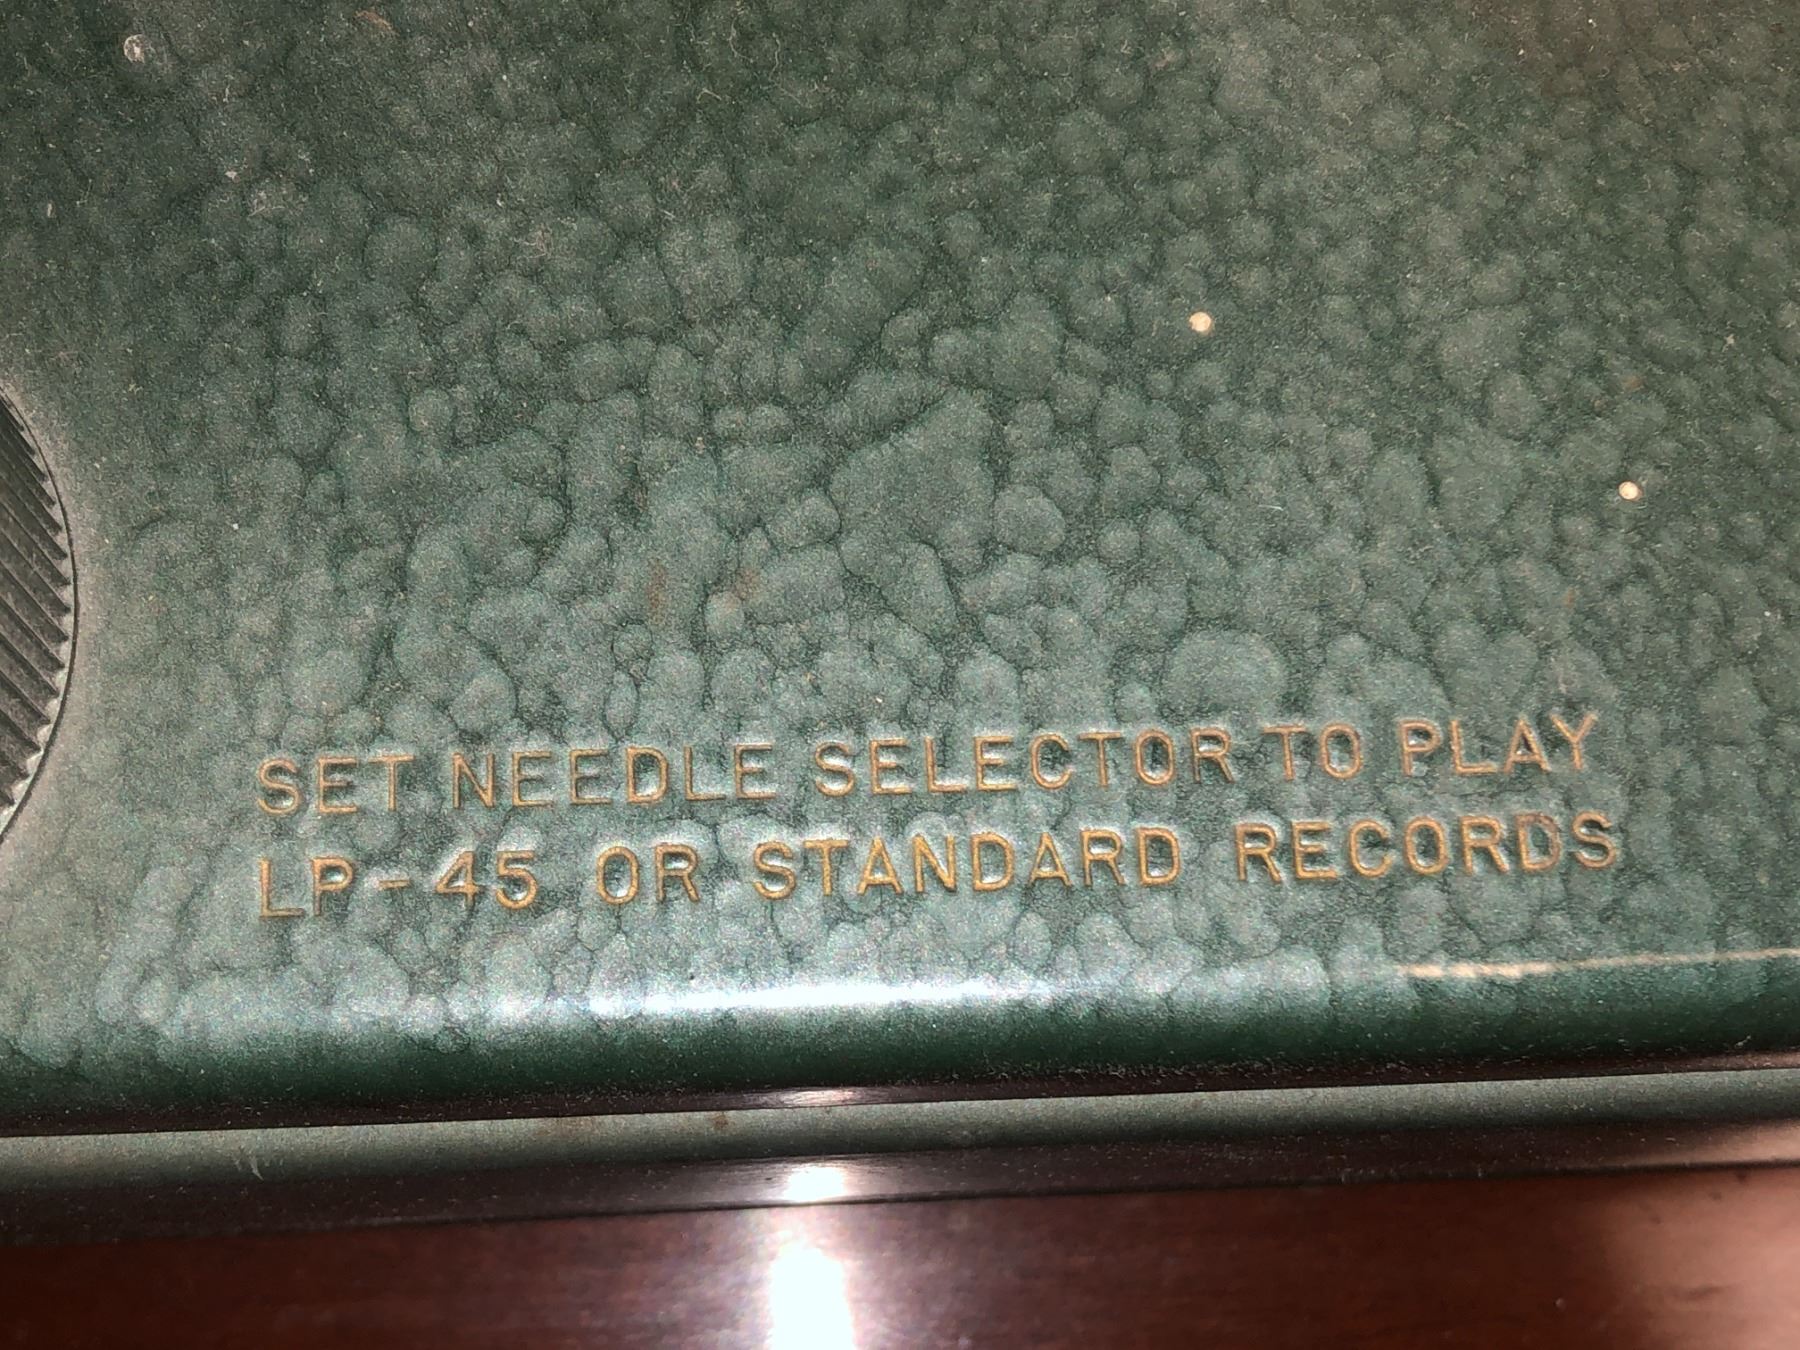 SET NEEDLE SELECTOR TO PLAY
LP-45 OR STANDARD RECORDS